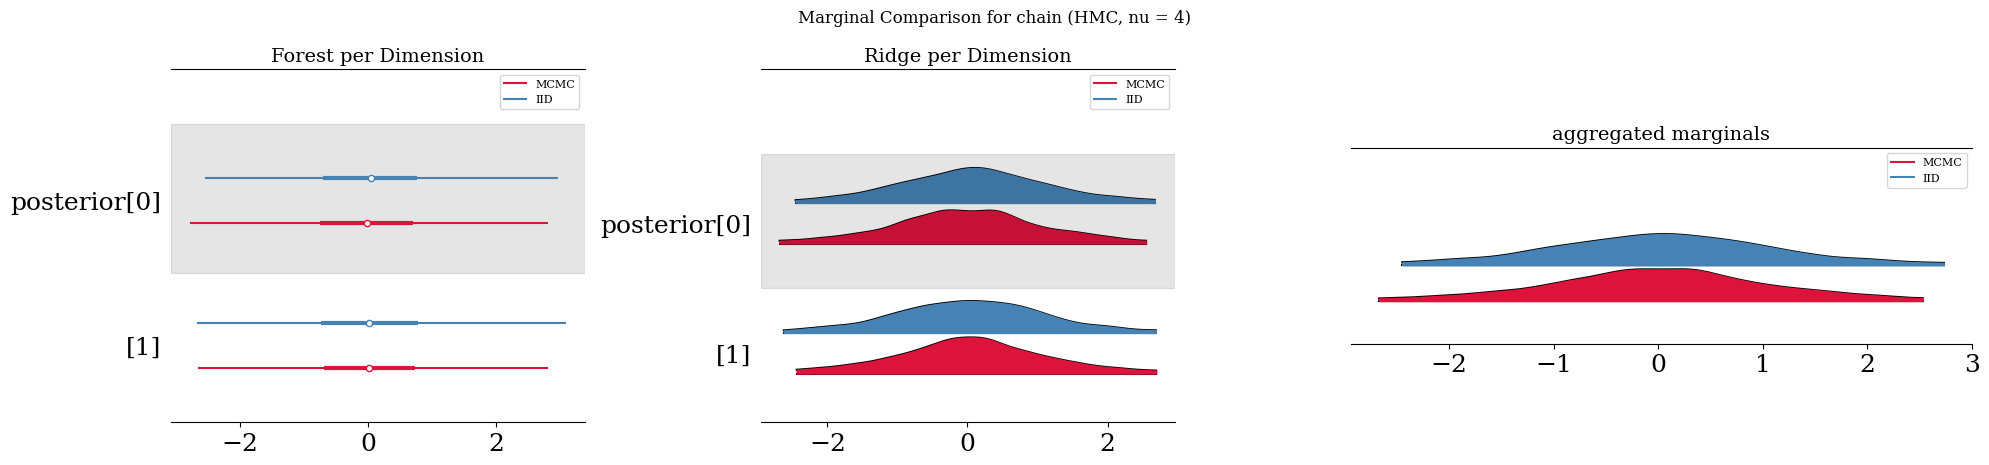 Marginal Comparison for chain (HMC, nu = 4)
Forest per Dimension
MCMC
IID
posterior[0]
[1]
−2 0 2
Ridge per Dimension
MCMC
IID
posterior[0]
[1]
−2 0 2
aggregated marginals
MCMC
IID
−2 −1 0 1 2 3